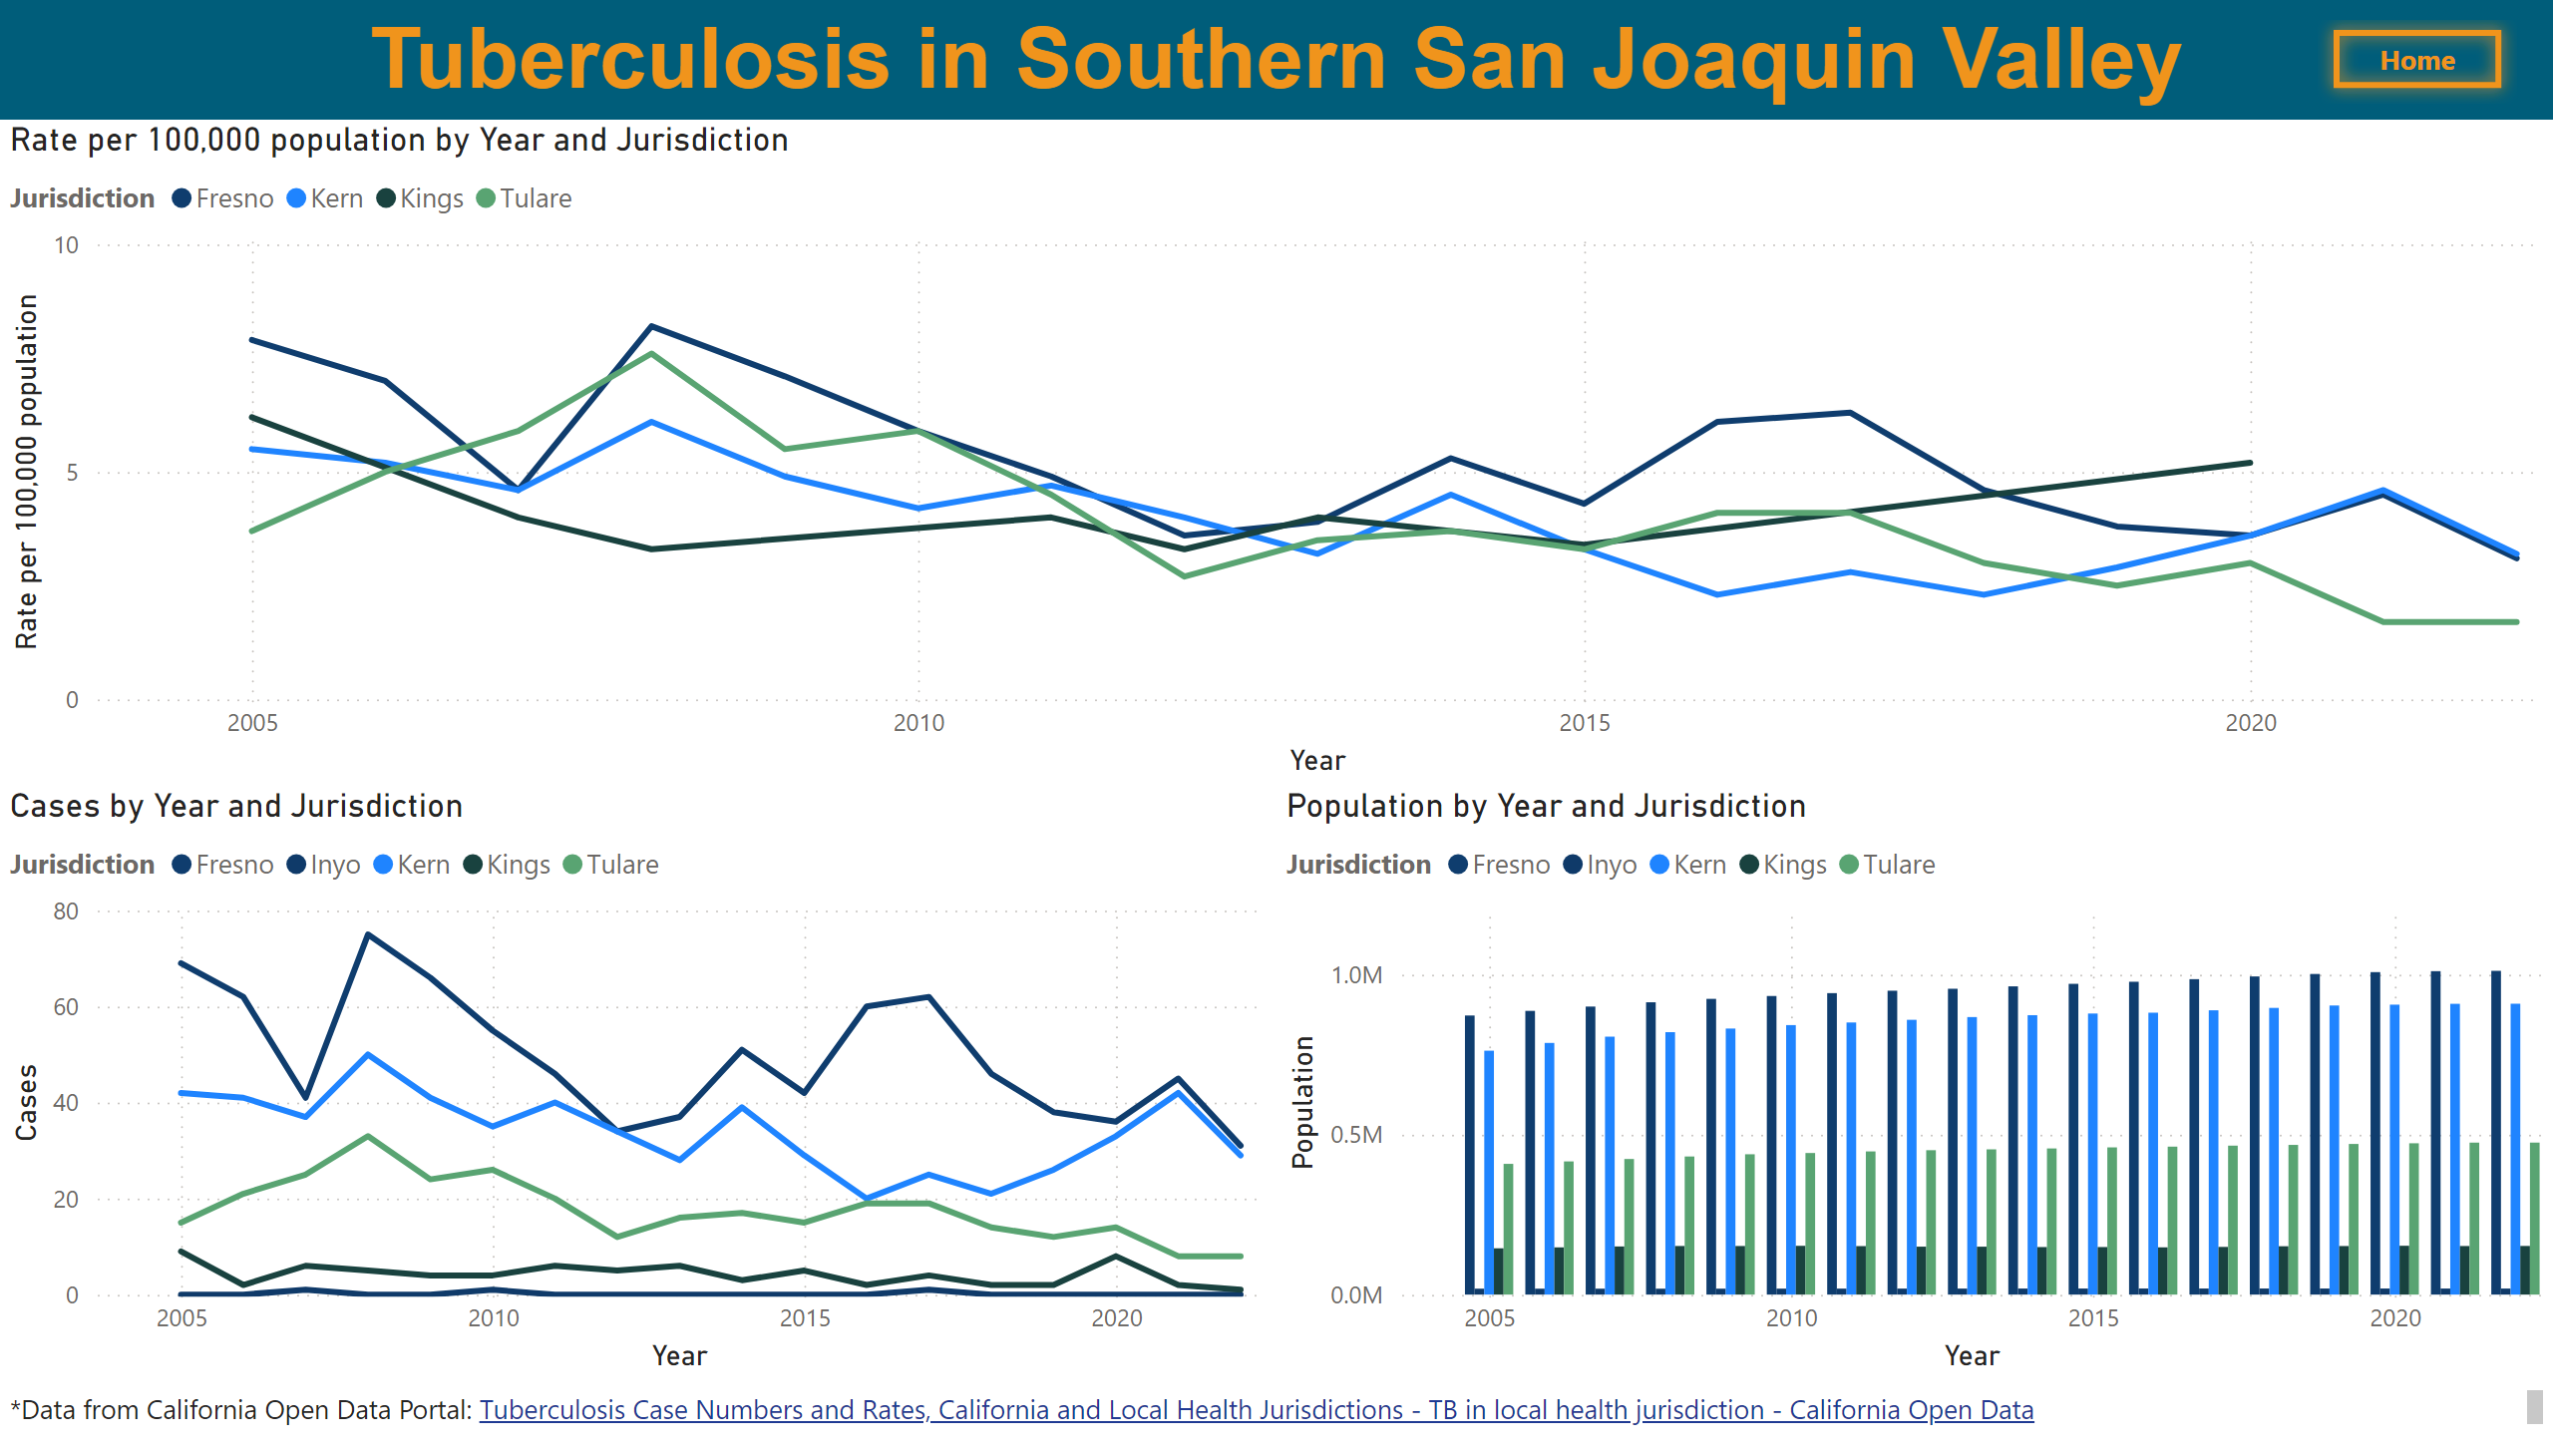 Tuberculosis in Southern San Joaquin Valley
Home
Rate per 100,000 population by Year and Jurisdiction
Jurisdiction Fresno Kern Kings Tulare
Rate per 100,000 population
10
5
0
2005 2010 2015 2020
Year
Cases by Year and Jurisdiction
Jurisdiction Fresno Inyo Kern Kings Tulare
Cases
80
60
40
20
0
2005 2010 2015 2020
Year
Population by Year and Jurisdiction
Jurisdiction Fresno Inyo Kern Kings Tulare
Population
1.0M
0.5M
0.0M
2005 2010 2015 2020
Year
*Data from California Open Data Portal: Tuberculosis Case Numbers and Rates, California and Local Health Jurisdictions - TB in local health jurisdiction - California Open Data